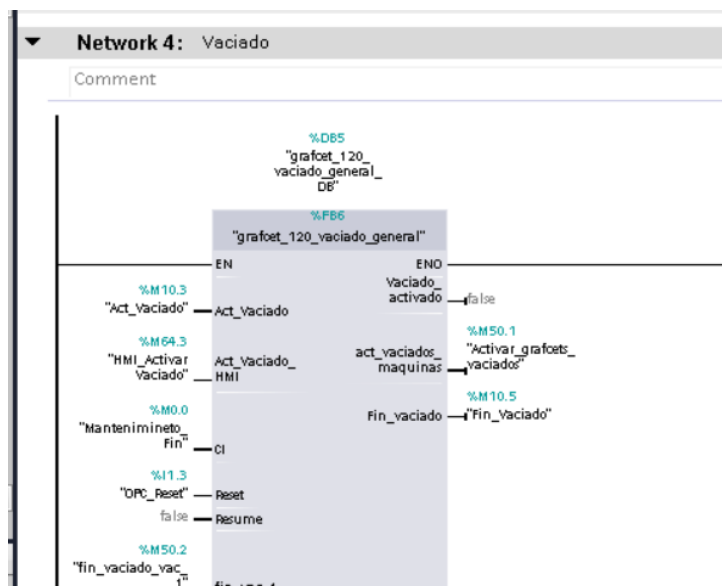 Network 4: Vaciado
Comment
%DB5
"grafcet_120_
vaciado_general_
DB"
%FB6
"grafcet_120_vaciado_general"
EN
ENO
%M10.3
"Act_Vaciado"
Act_Vaciado
Vaciado_
activado
false
%M64.3
"HMI_Activar
Vaciado"
Act_Vaciado_
HMI
act_vaciados_
maquinas
%M50.1
"Activar_grafcets_
vaciados"
%M0.0
"Mantenimineto_
Fin"
CI
Fin_vaciado
%M10.5
"Fin_Vaciado"
%I1.3
"OPC_Reset"
Reset
false
Resume
%M50.2
"fin_vaciado_vac_
1"